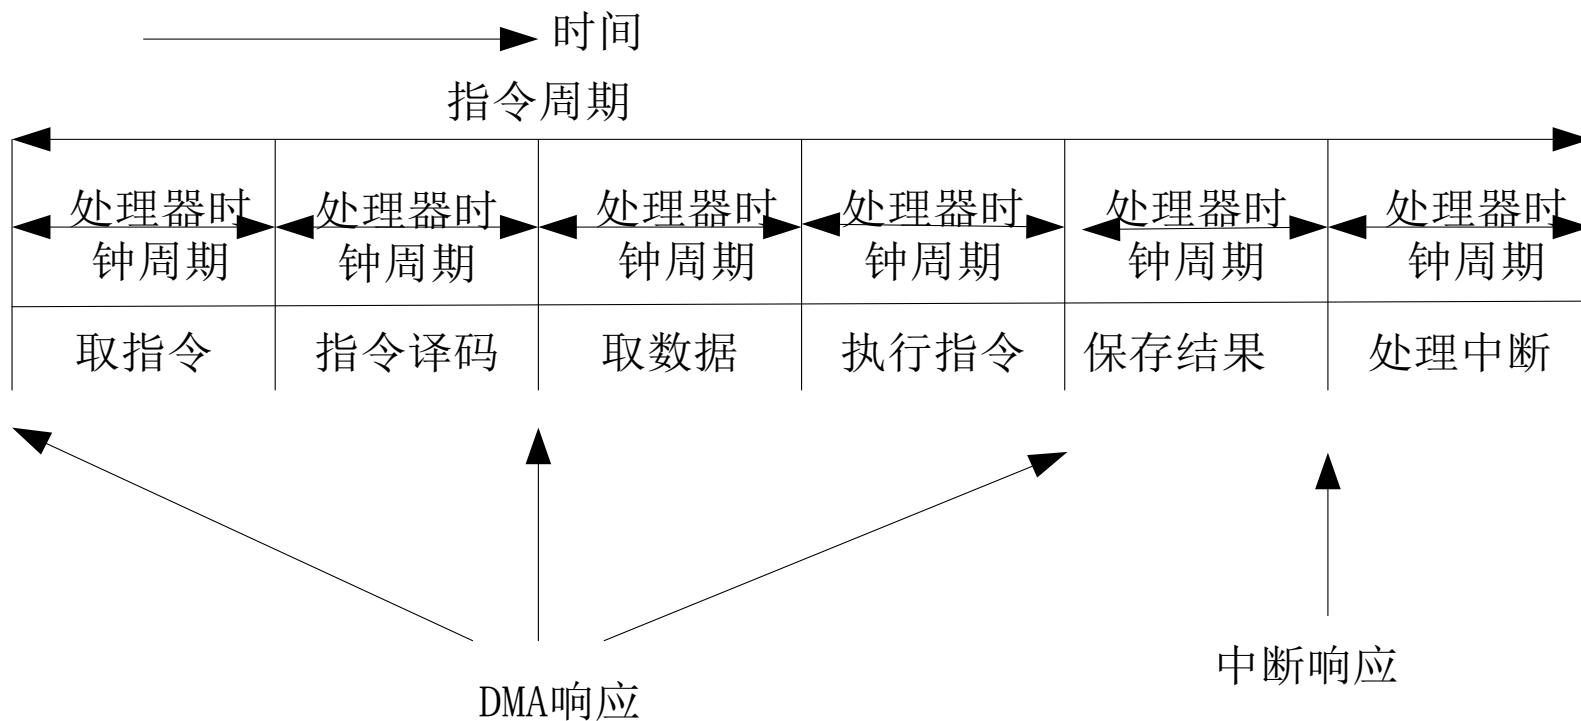 时间
指令周期
处理器时
钟周期
处理器时
钟周期
处理器时
钟周期
处理器时
钟周期
处理器时
钟周期
处理器时
钟周期
取指令
指令译码
取数据
执行指令
保存结果
处理中断
DMA响应
中断响应